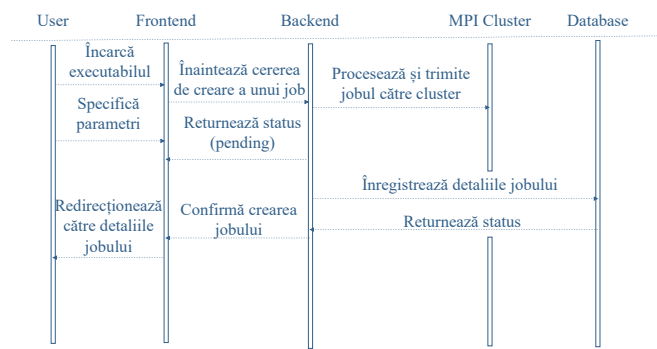 User Frontend Backend MPI Cluster Database
Încarcă
executabilul
Înaintează cererea
de creare a unui job
Procesează și trimite
jobul către cluster
Specifică
parametri
Returnează status
(pending)
Înregistrează detaliile jobului
Redirecționează
către detaliile
jobului
Confirmă crearea
jobului
Returnează status